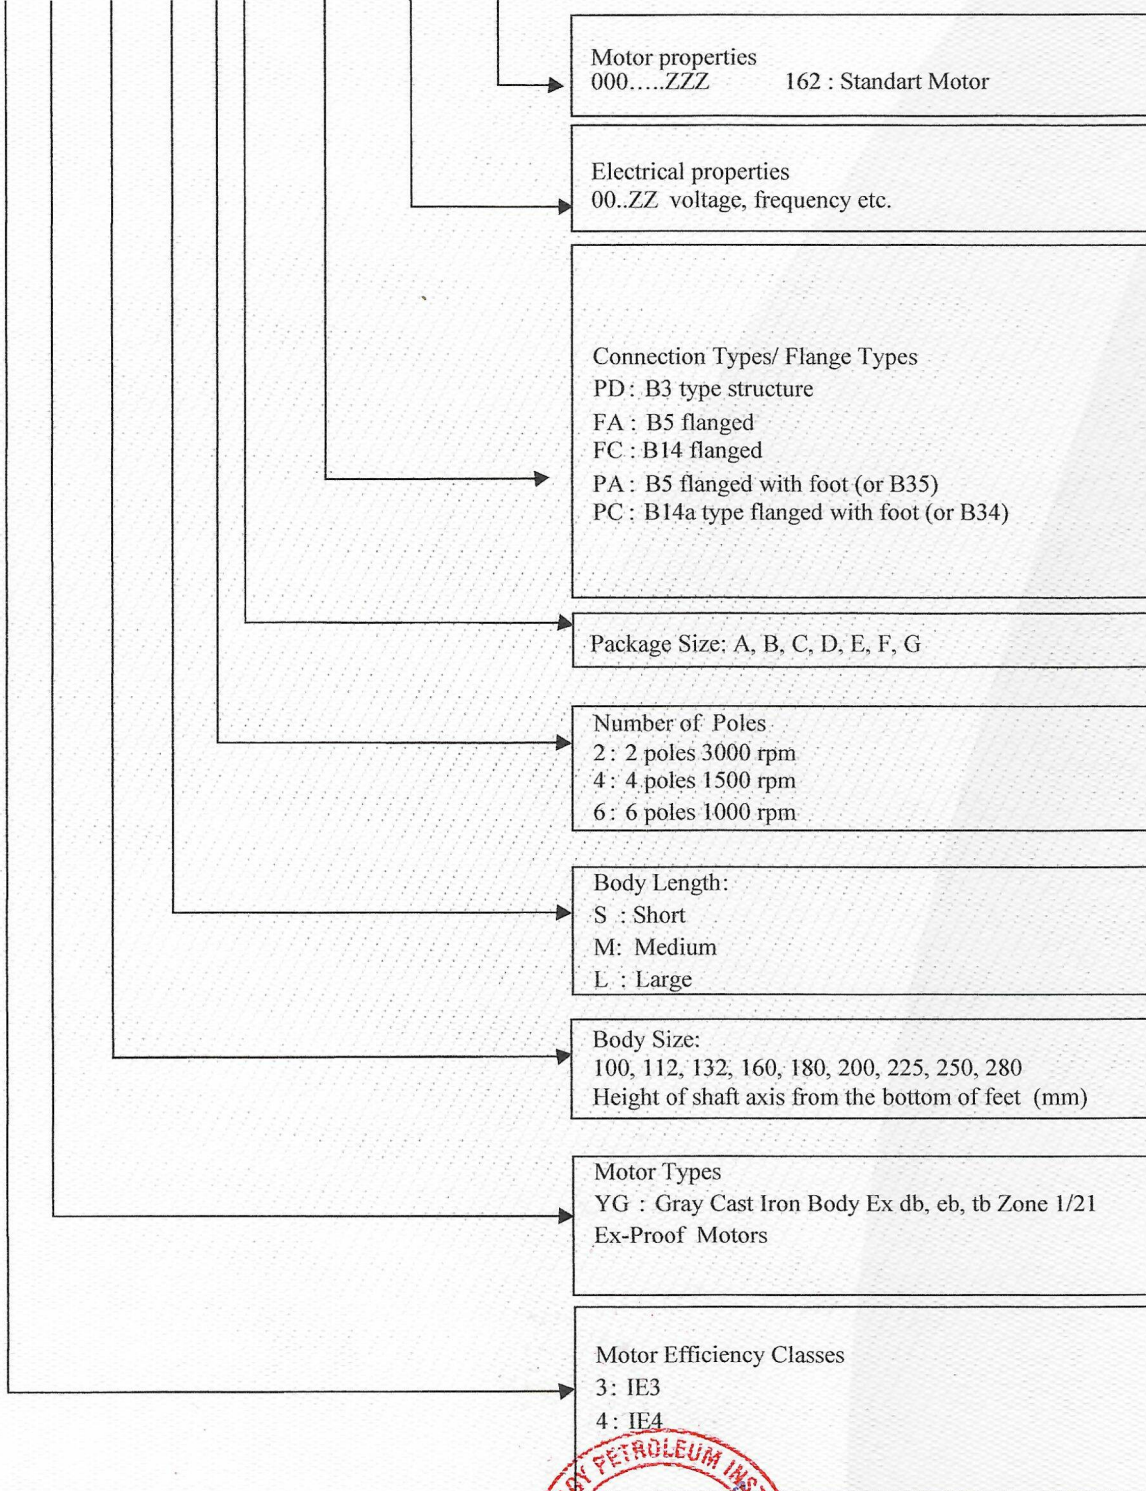 Motor properties
000.....ZZZ 162 : Standart Motor
Electrical properties
00..ZZ voltage, frequency etc.
Connection Types/ Flange Types
PD : B3 type structure
FA : B5 flanged
FC : B14 flanged
PA : B5 flanged with foot (or B35)
PC : B14a type flanged with foot (or B34)
Package Size: A, B, C, D, E, F, G
Number of Poles
2 : 2 poles 3000 rpm
4 : 4 poles 1500 rpm
6 : 6 poles 1000 rpm
Body Length:
S : Short
M: Medium
L : Large
Body Size:
100, 112, 132, 160, 180, 200, 225, 250, 280
Height of shaft axis from the bottom of feet (mm)
Motor Types
YG : Gray Cast Iron Body Ex db, eb, tb Zone 1/21
Ex-Proof Motors
Motor Efficiency Classes
3 : IE3
4 : IE4
PETROLEUM